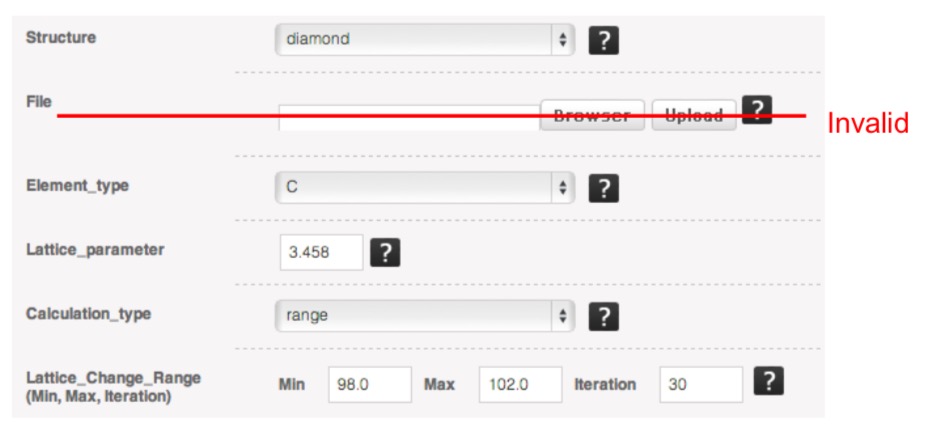 Structure diamond ?
File Browser Upload ? Invalid
Element_type C ?
Lattice_parameter 3.458 ?
Calculation_type range ?
Lattice_Change_Range
(Min, Max, Iteration) Min 98.0 Max 102.0 Iteration 30 ?